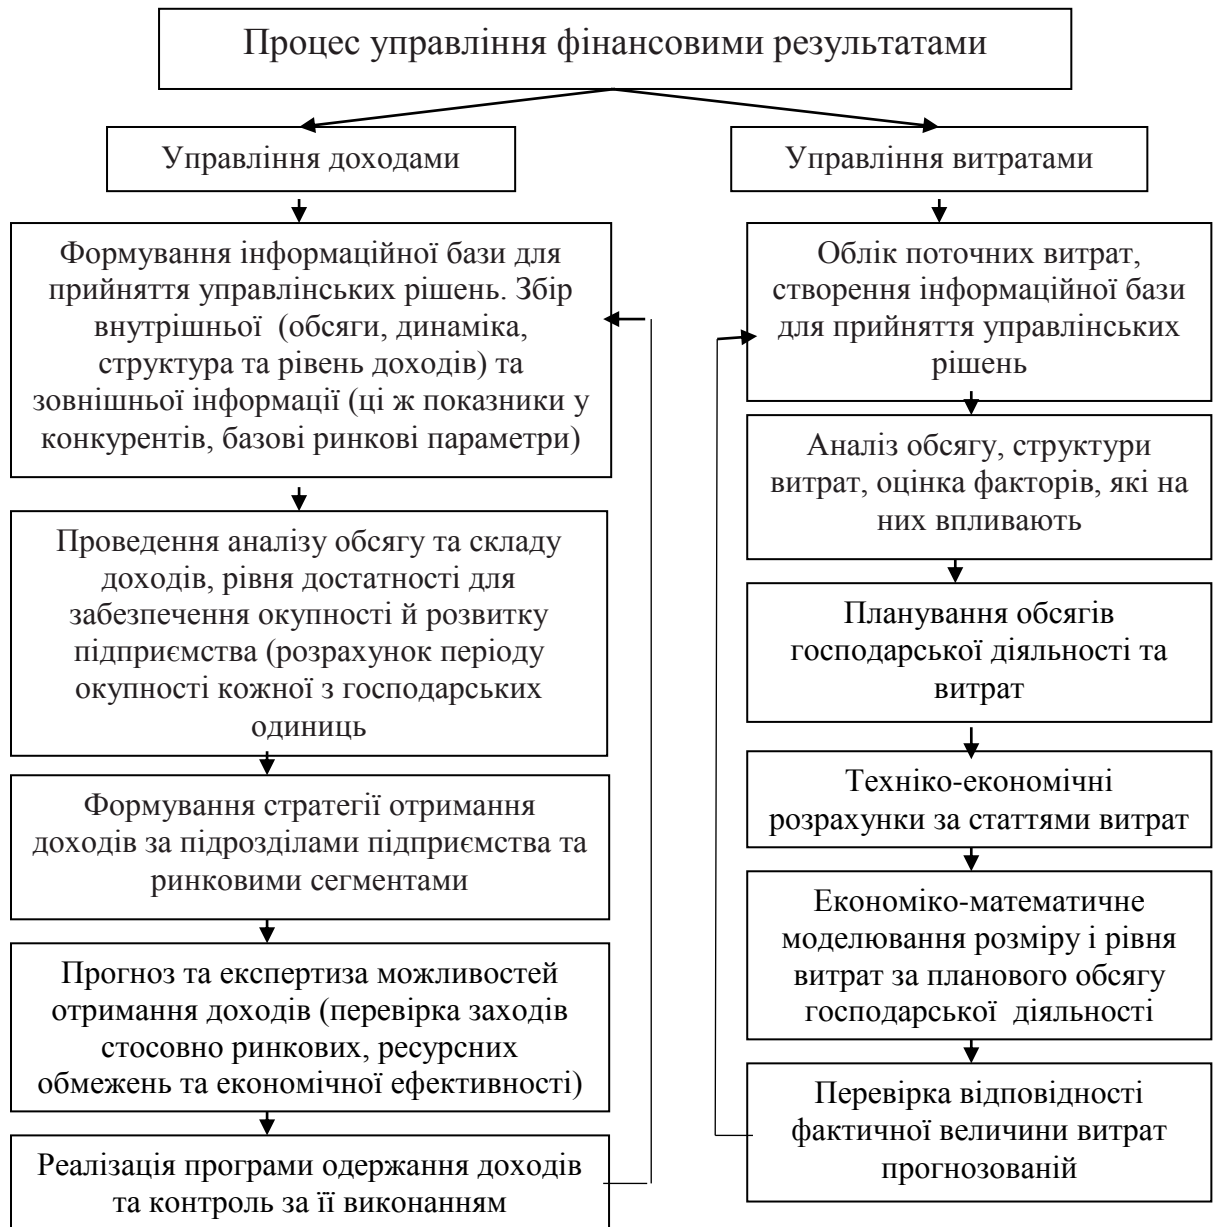 Процес управління фінансовими результатами
Управління доходами
Формування інформаційної бази для
прийняття управлінських рішень. Збір
внутрішньої (обсяги, динаміка,
структура та рівень доходів) та
зовнішньої інформації (ці ж показники у
конкурентів, базові ринкові параметри)
Проведення аналізу обсягу та складу
доходів, рівня достатності для
забезпечення окупності й розвитку
підприємства (розрахунок періоду
окупності кожної з господарських
одиниць
Формування стратегії отримання
доходів за підрозділами підприємства та
ринковими сегментами
Прогноз та експертиза можливостей
отримання доходів (перевірка заходів
стосовно ринкових, ресурсних
обмежень та економічної ефективності)
Реалізація програми одержання доходів
та контроль за її виконанням
Управління витратами
Облік поточних витрат,
створення інформаційної бази
для прийняття управлінських
рішень
Аналіз обсягу, структури
витрат, оцінка факторів, які на
них впливають
Планування обсягів
господарської діяльності та
витрат
Техніко-економічні
розрахунки за статтями витрат
Економіко-математичне
моделювання розміру і рівня
витрат за планового обсягу
господарської діяльності
Перевірка відповідності
фактичної величини витрат
прогнозованій